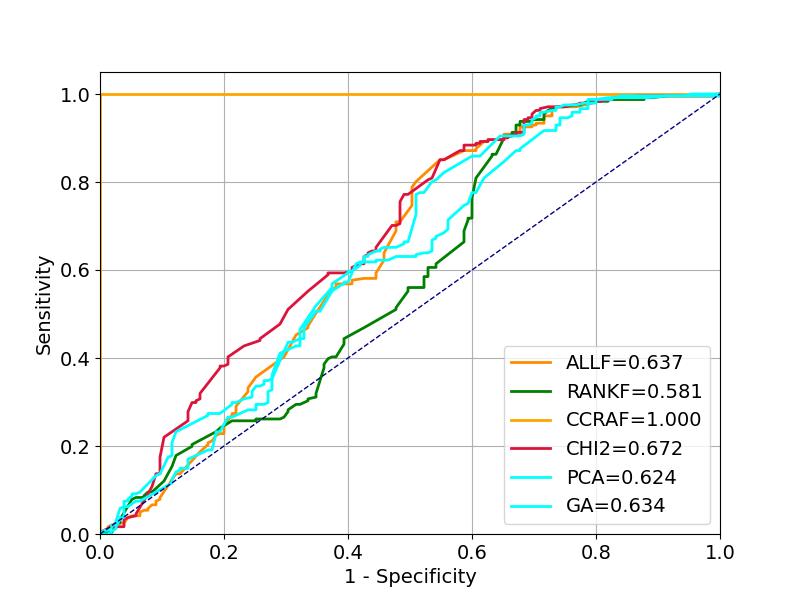 1.0
0.8
0.6
0.4
0.2
0.0
Sensitivity
ALLF=0.637
RANKF=0.581
CCRAF=1.000
CHI2=0.672
PCA=0.624
GA=0.634
0.0 0.2 0.4 0.6 0.8 1.0
1 - Specificity